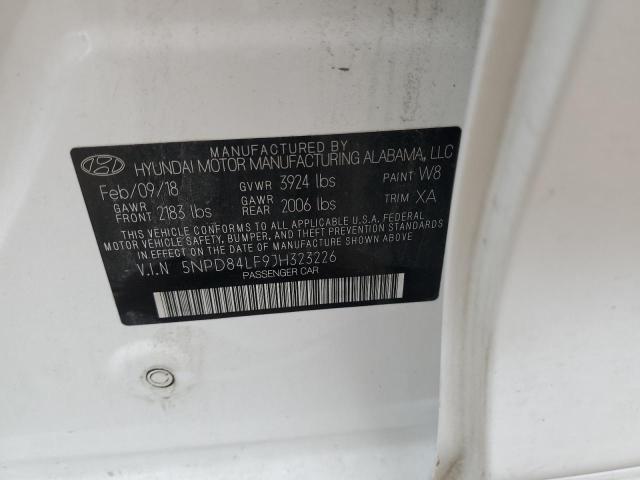 MANUFACTURED BY
HYUNDAI MOTOR MANUFACTURING ALABAMA, LLC
Feb/09/18 GVWR 3924 lbs PAINT W8
GAWR FRONT 2183 lbs GAWR REAR 2006 lbs TRIM XA
THIS VEHICLE CONFORMS TO ALL APPLICABLE U.S.A. FEDERAL
MOTOR VEHICLE SAFETY, BUMPER, AND THEFT PREVENTION STANDARDS
IN EFFECT ON THE DATE OF MANUFACTURE SHOWN ABOVE.
V.I.N 5NPD84LF9JH323226
PASSENGER CAR